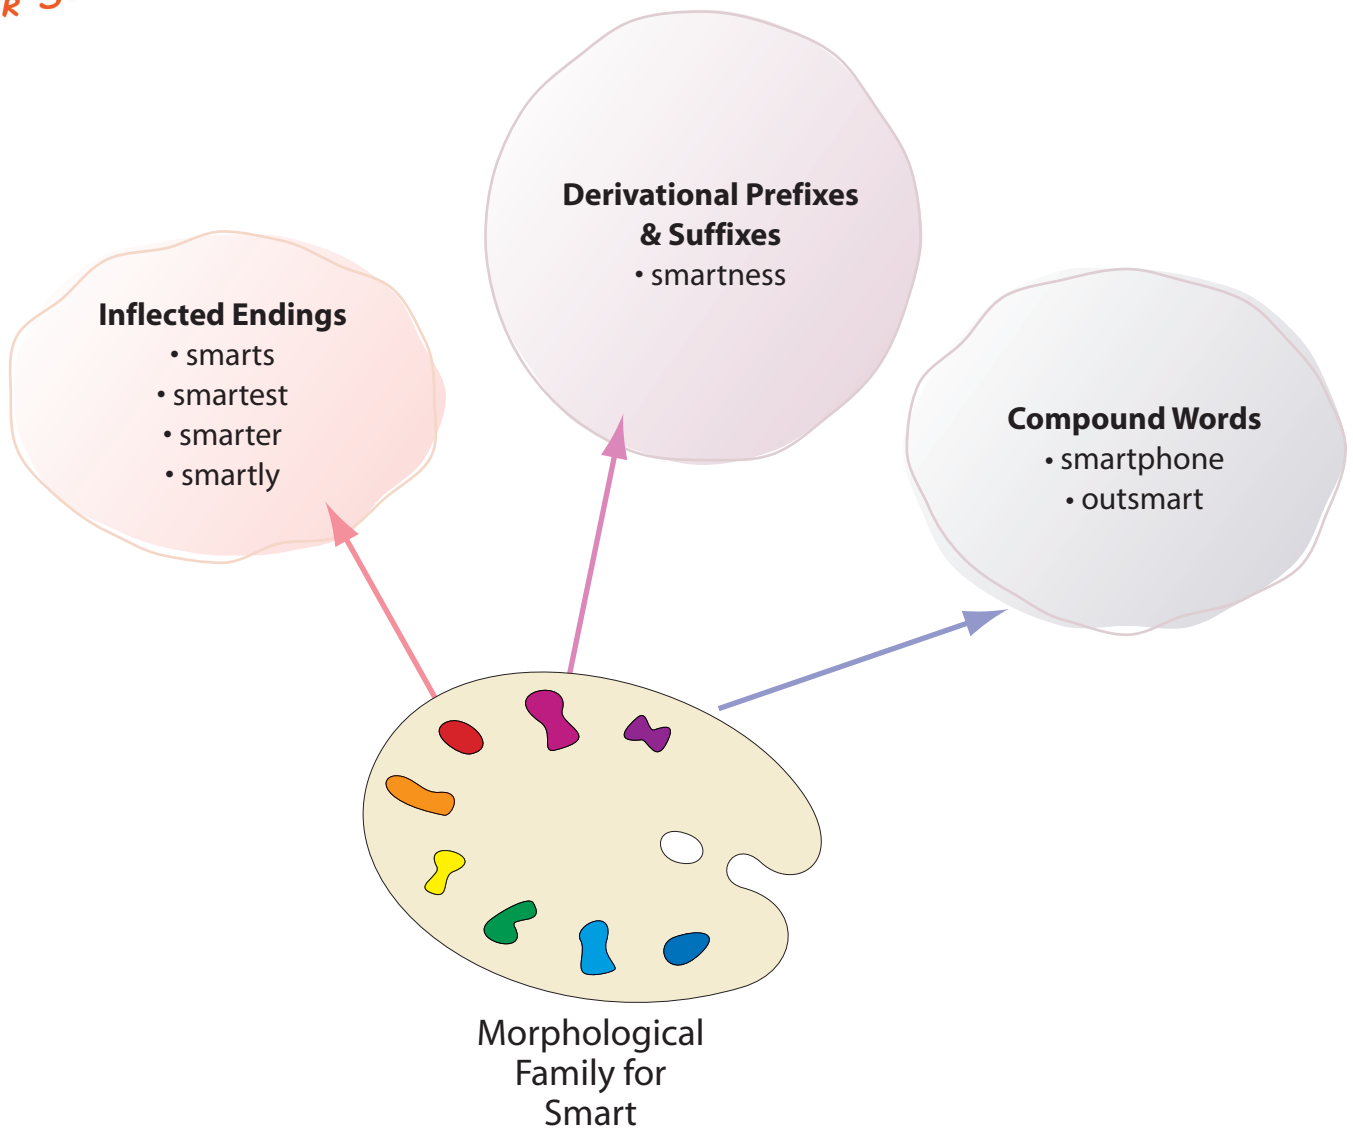 Derivational Prefixes
& Suffixes
• smartness
Inflected Endings
• smarts
• smartest
• smarter
• smartly
Compound Words
• smartphone
• outsmart
Morphological
Family for
Smart